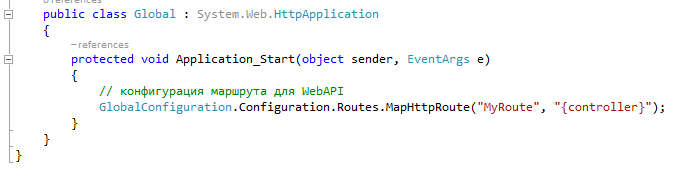 0 references
public class Global : System.Web.HttpApplication
{
–references
protected void Application_Start(object sender, EventArgs e)
{
// конфигурация маршрута для WebAPI
GlobalConfiguration.Configuration.Routes.MapHttpRoute("MyRoute", "{controller}");
}
}
}